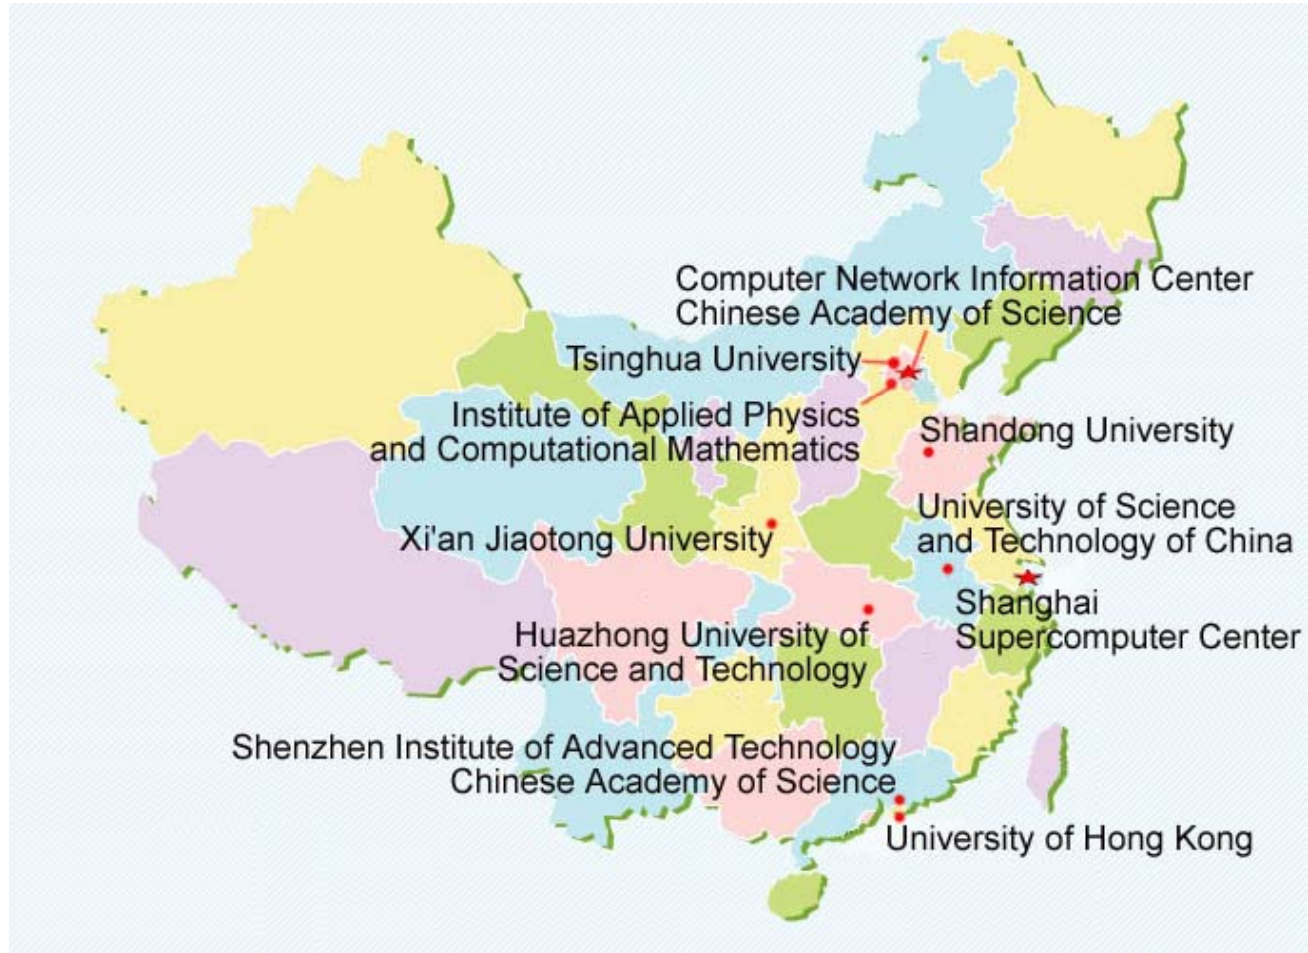 Computer Network Information Center
Chinese Academy of Science
Tsinghua University
Institute of Applied Physics
and Computational Mathematics
Shandong University
University of Science
and Technology of China
Xi'an Jiaotong University
Shanghai
Supercomputer Center
Huazhong University of
Science and Technology
Shenzhen Institute of Advanced Technology
Chinese Academy of Science
University of Hong Kong